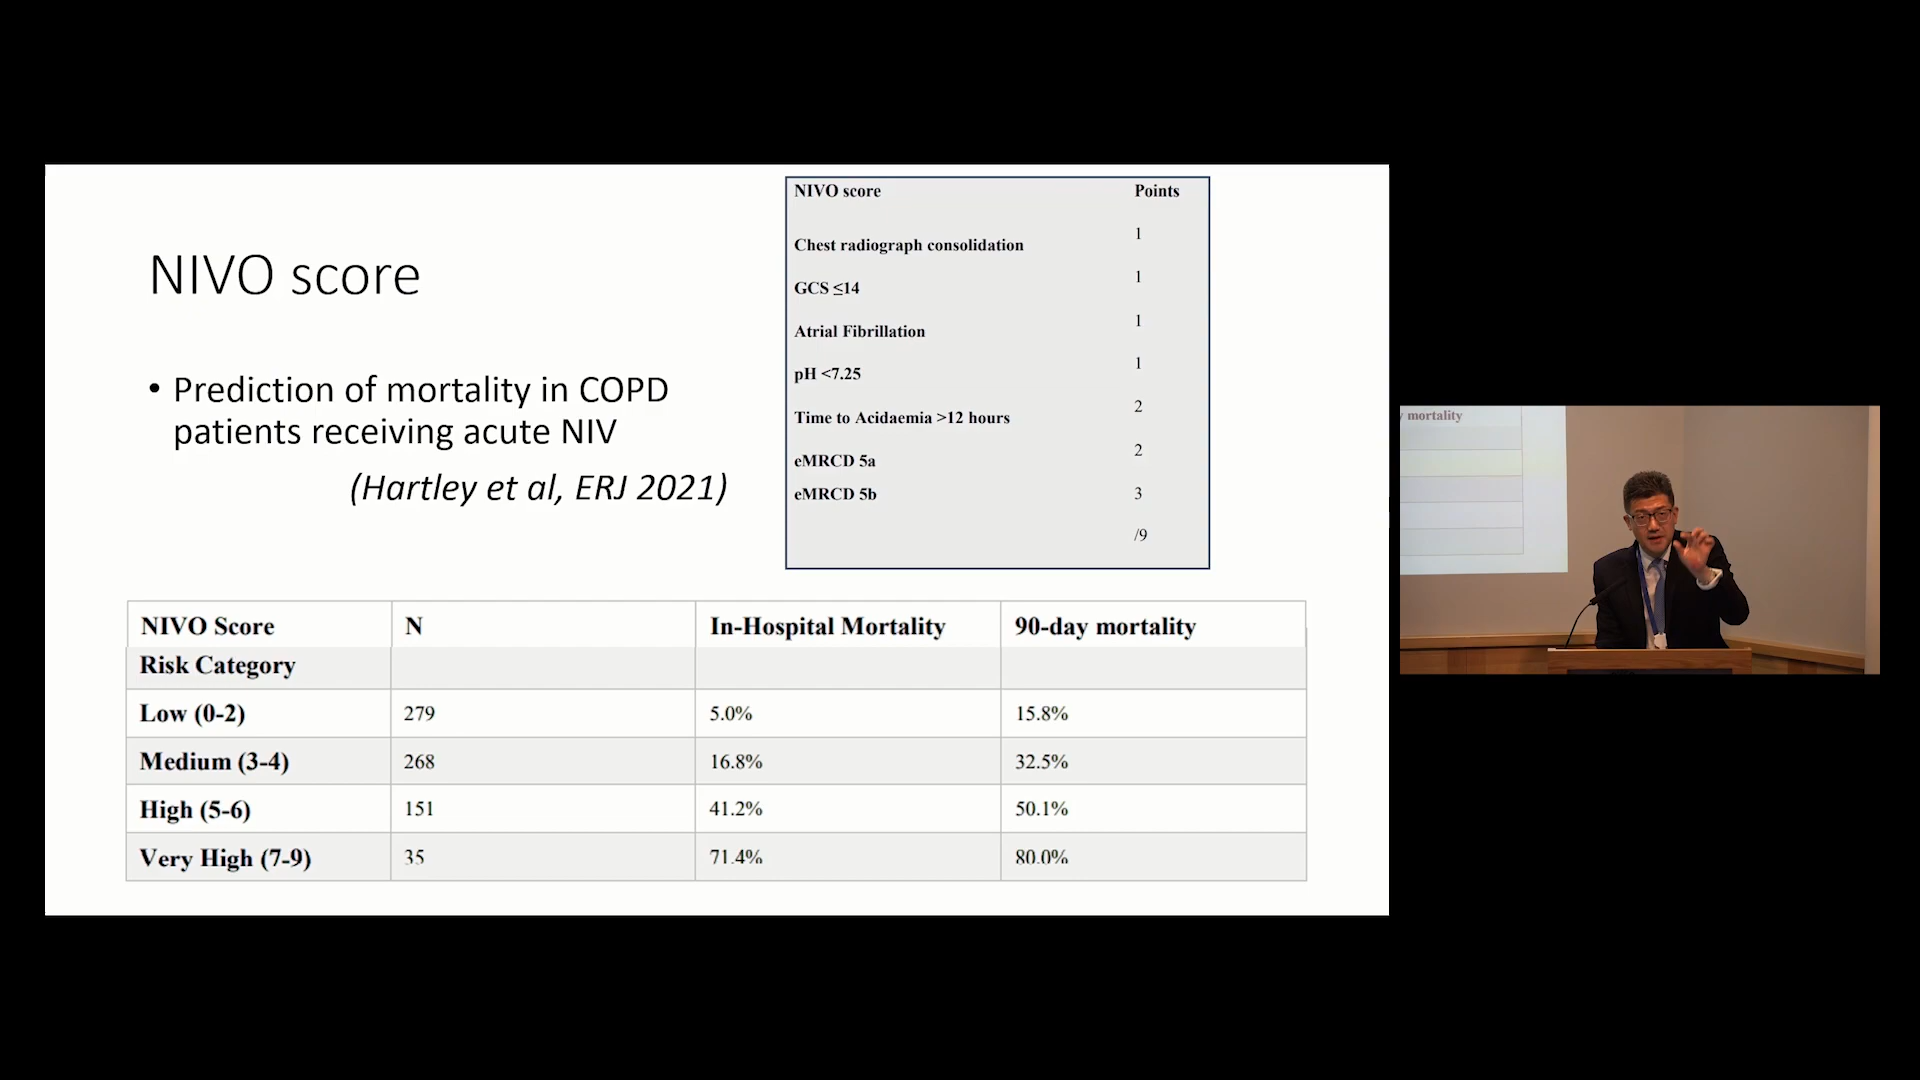 NIVO score
• Prediction of mortality in COPD
patients receiving acute NIV
(Hartley et al, ERJ 2021)
NIVO score Points
Chest radiograph consolidation 1
GCS ≤14 1
Atrial Fibrillation 1
pH <7.25 1
Time to Acidaemia >12 hours 2
eMRCD 5a 2
eMRCD 5b 3
/9
NIVO Score N In-Hospital Mortality 90-day mortality
Risk Category
Low (0-2) 279 5.0% 15.8%
Medium (3-4) 268 16.8% 32.5%
High (5-6) 151 41.2% 50.1%
Very High (7-9) 35 71.4% 80.0%
y mortality